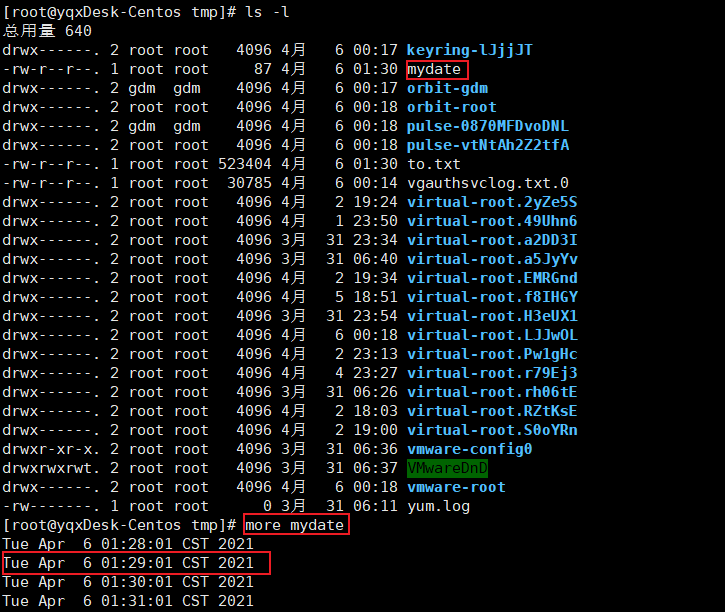 [root@yqxDesk-Centos tmp]# ls -l
总用量 640
drwx------. 2 root root   4096 4月   6 00:17 keyring-lJjjJT
-rw-r--r--. 1 root root     87 4月   6 01:30 mydate
drwx------. 2 gdm  gdm    4096 4月   6 00:17 orbit-gdm
drwx------. 2 root root   4096 4月   6 00:18 orbit-root
drwx------. 2 gdm  gdm    4096 4月   6 00:18 pulse-0870MFDvoDNL
drwx------. 2 root root   4096 4月   6 00:18 pulse-vtNtAh2Z2tfA
-rw-r--r--. 1 root root 523404 4月   6 01:30 to.txt
-rw-r--r--. 1 root root  30785 4月   6 00:14 vgauthsvclog.txt.0
drwx------. 2 root root   4096 4月   2 19:24 virtual-root.2yZe5S
drwx------. 2 root root   4096 4月   1 23:50 virtual-root.49Uhn6
drwx------. 2 root root   4096 3月  31 23:34 virtual-root.a2DD3I
drwx------. 2 root root   4096 3月  31 06:40 virtual-root.a5JyYv
drwx------. 2 root root   4096 4月   2 19:34 virtual-root.EMRGnd
drwx------. 2 root root   4096 4月   5 18:51 virtual-root.f8IHGY
drwx------. 2 root root   4096 3月  31 23:54 virtual-root.H3eUX1
drwx------. 2 root root   4096 4月   6 00:18 virtual-root.LJJwOL
drwx------. 2 root root   4096 4月   2 23:13 virtual-root.Pw1gHc
drwx------. 2 root root   4096 4月   4 23:27 virtual-root.r79Ej3
drwx------. 2 root root   4096 3月  31 06:26 virtual-root.rh06tE
drwx------. 2 root root   4096 4月   2 18:03 virtual-root.RZtKsE
drwx------. 2 root root   4096 4月   2 19:00 virtual-root.S0oYRn
drwxr-xr-x. 2 root root   4096 3月  31 06:36 vmware-config0
drwxrwxrwt. 2 root root   4096 3月  31 06:37 VMwareDnD
drwx------. 2 root root   4096 4月   6 00:18 vmware-root
-rw-------. 1 root root      0 3月  31 06:11 yum.log
[root@yqxDesk-Centos tmp]# more mydate
Tue Apr  6 01:28:01 CST 2021
Tue Apr  6 01:29:01 CST 2021
Tue Apr  6 01:30:01 CST 2021
Tue Apr  6 01:31:01 CST 2021